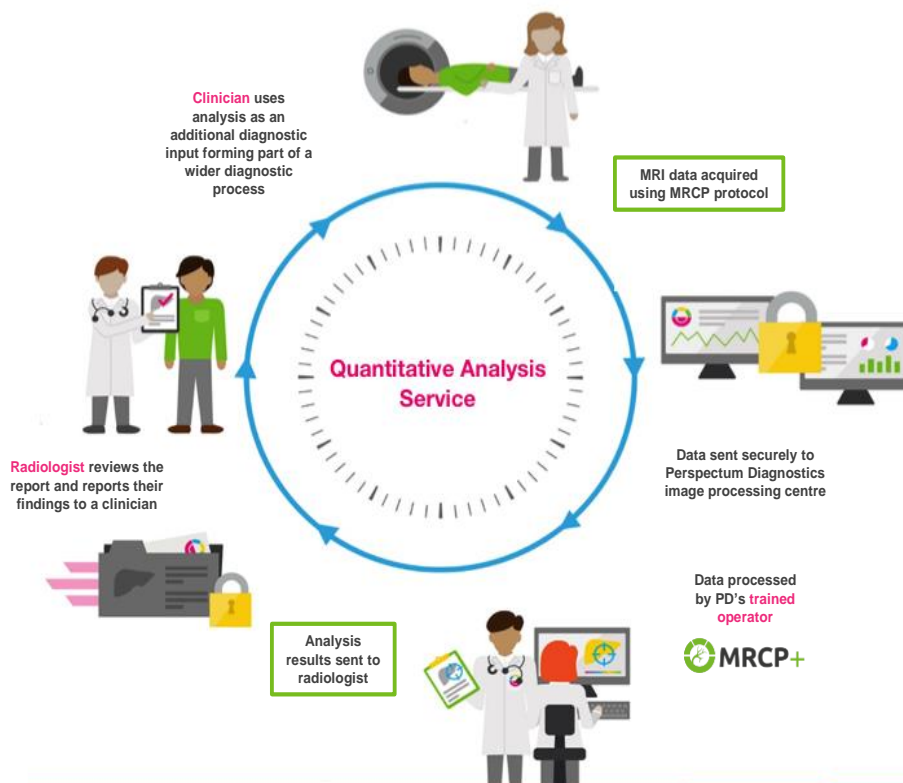 Clinician uses
analysis as an
additional diagnostic
input forming part of a
wider diagnostic
process
MRI data acquired
using MRCP protocol
Quantitative Analysis
Service
Data sent securely to
Perspectum Diagnostics
image processing centre
Radiologist reviews the
report and reports their
findings to a clinician
Data processed
by PD's trained
operator
MRCP+
Analysis
results sent to
radiologist